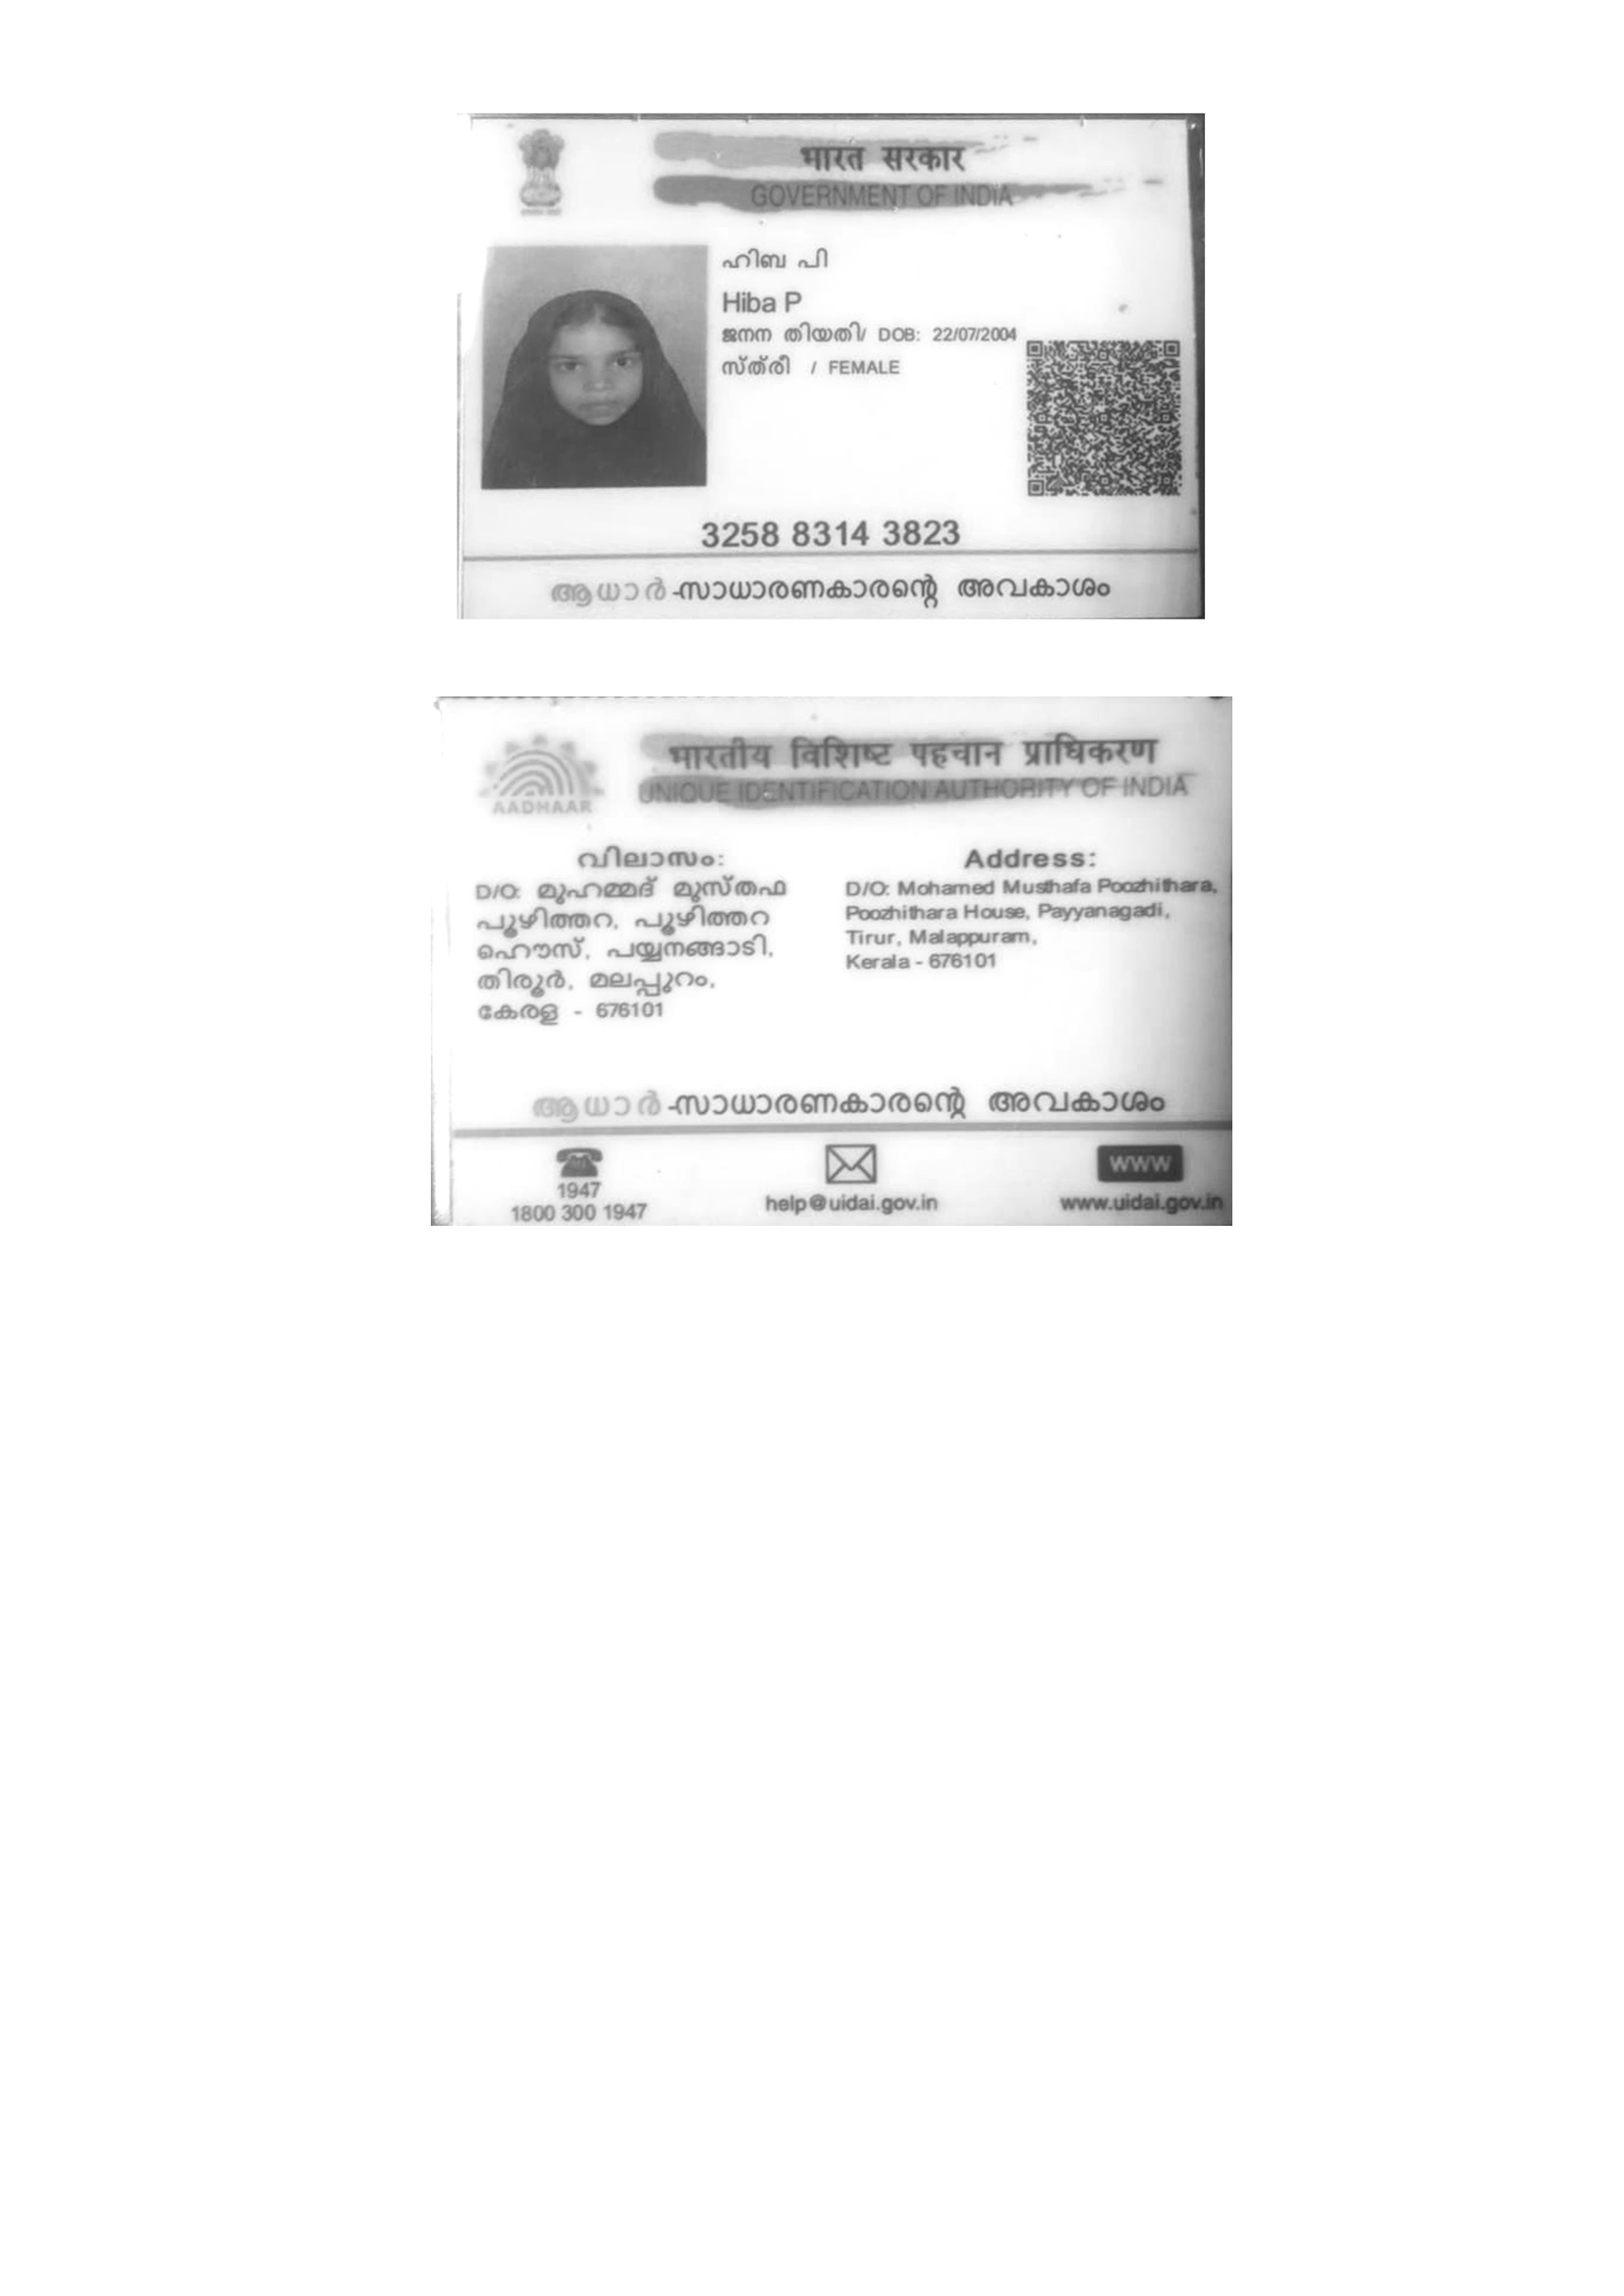 भारत सरकार
GOVERNMENT OF INDIA
ഹിബ പി
Hiba P
ജനന തിയതി/ DOB: 22/07/2004
സ്ത്രീ / FEMALE
3258 8314 3823
ആധാർ-സാധാരണകാരന്റെ അവകാശം
भारतीय विशिष्ट पहचान प्राधिकरण
UNIQUE IDENTIFICATION AUTHORITY OF INDIA
AADHAAR
വിലാസം:
D/O: മുഹമ്മദ് മുസ്തഫ
പൂഴിത്തറ, പൂഴിത്തറ
ഹൌസ്, പയ്യനങ്ങാടി,
തിരൂർ, മലപ്പുറം,
കേരള - 676101
Address:
D/O: Mohamed Musthafa Poozhithara,
Poozhithara House, Payyanagadi,
Tirur, Malappuram,
Kerala - 676101
ആധാർ-സാധാരണകാരന്റെ അവകാശം
1947
1800 300 1947
help@uidai.gov.in
WWW
www.uidai.gov.in